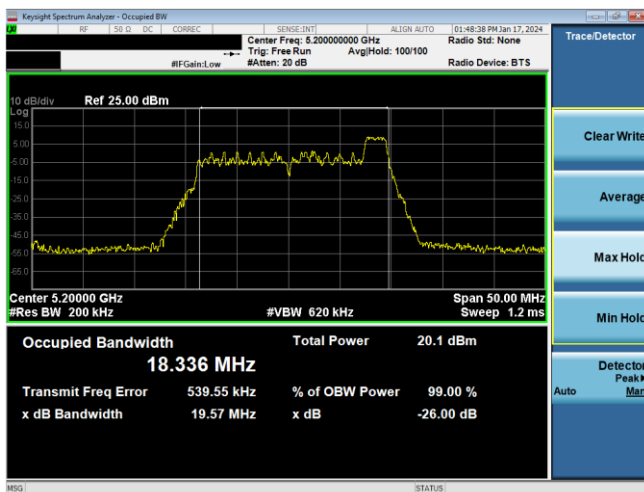 Keysight Spectrum Analyzer - Occupied BW
RF 50 Ω DC CORREC SENSE:INT ALIGN AUTO 01:48:38 PM Jan 17, 2024
Center Freq: 5.200000000 GHz Radio Std: None
Trig: Free Run Avg|Hold: 100/100
#IFGain:Low #Atten: 20 dB Radio Device: BTS
Trace/Detector
10 dB/div Ref 25.00 dBm
Log
15.0
5.00
-5.00
-15.0
-25.0
-35.0
-45.0
-55.0
-65.0
Center 5.20000 GHz Span 50.00 MHz
#Res BW 200 kHz #VBW 620 kHz Sweep 1.2 ms
Occupied Bandwidth Total Power 20.1 dBm
18.336 MHz
Transmit Freq Error 539.55 kHz % of OBW Power 99.00 %
x dB Bandwidth 19.57 MHz x dB -26.00 dB
Clear Write
Average
Max Hold
Min Hold
Detector
Peak
Auto Man
MSG STATUS